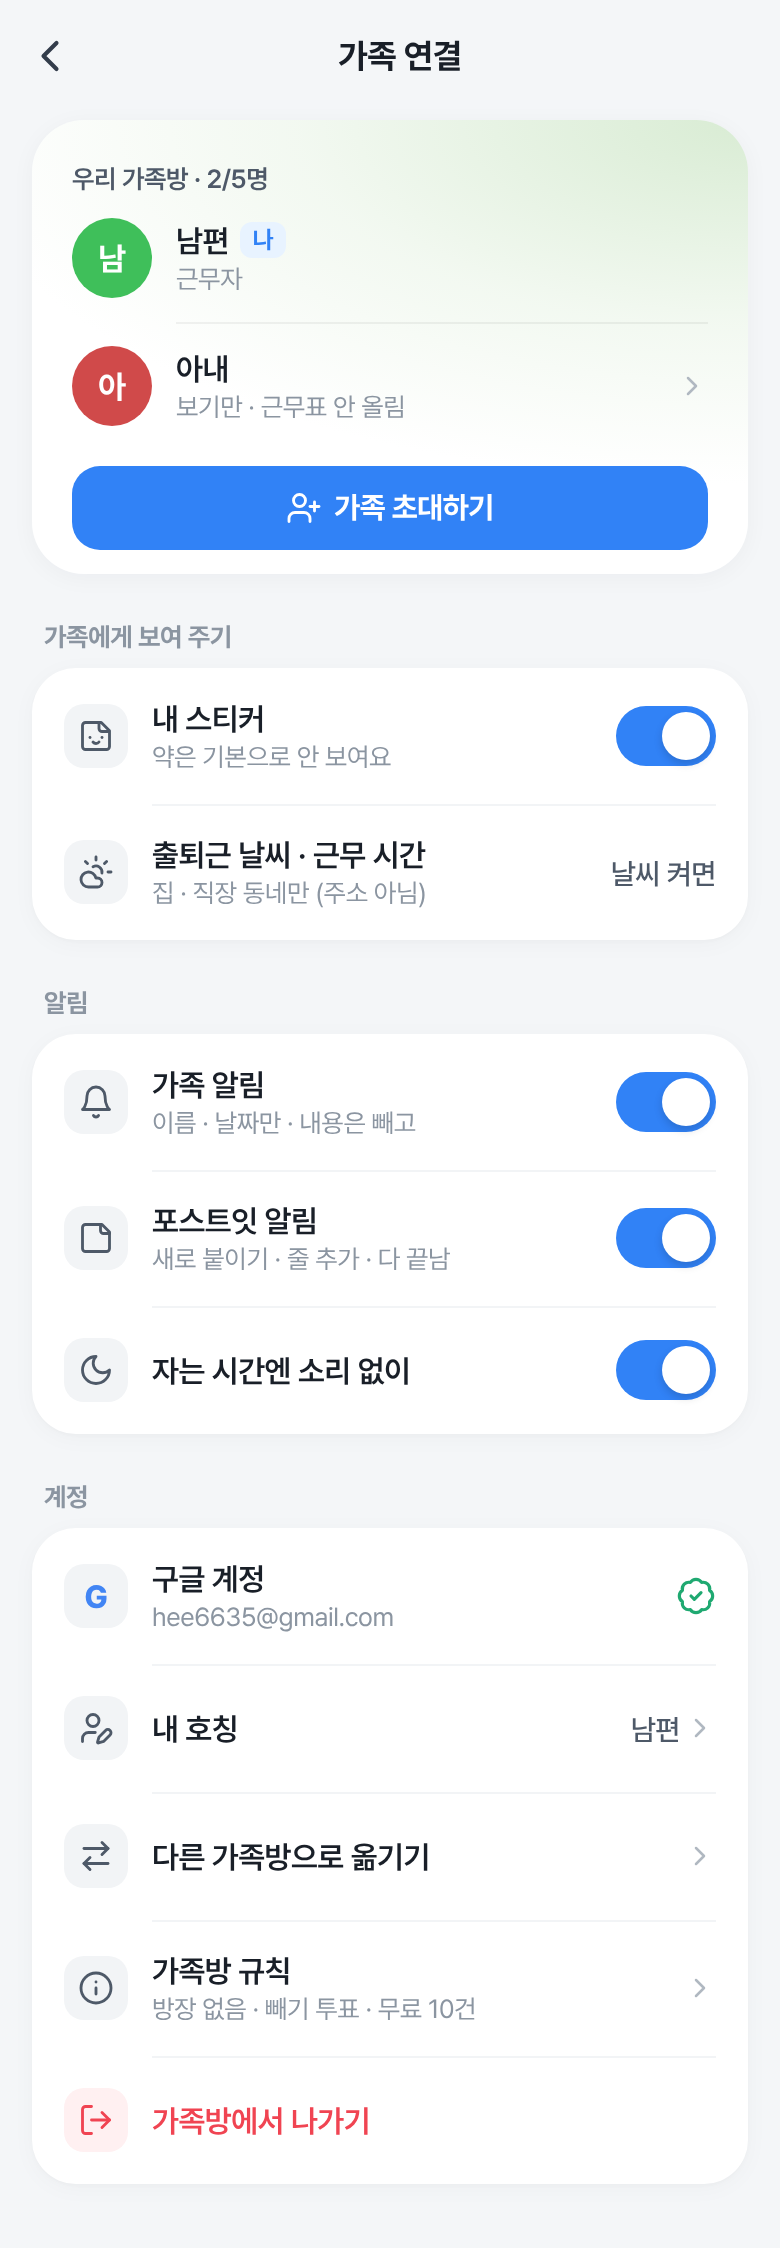 가족 연결
우리 가족방 · 2/5명
남
남편 나
근무자
아
아내
보기만 · 근무표 안 올림
가족 초대하기
가족에게 보여 주기
내 스티커
약은 기본으로 안 보여요
출퇴근 날씨 · 근무 시간
집 · 직장 동네만 (주소 아님)
날씨 켜면
알림
가족 알림
이름 · 날짜만 · 내용은 빼고
포스트잇 알림
새로 붙이기 · 줄 추가 · 다 끝남
자는 시간엔 소리 없이
계정
G
구글 계정
hee6635@gmail.com
내 호칭
남편
다른 가족방으로 옮기기
가족방 규칙
방장 없음 · 빼기 투표 · 무료 10건
가족방에서 나가기